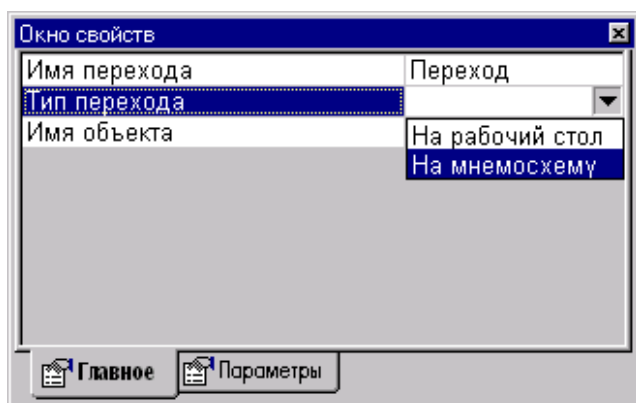 Окно свойств
Имя перехода Переход
Тип перехода
Имя объекта На рабочий стол
На мнемосхему
Главное Параметры